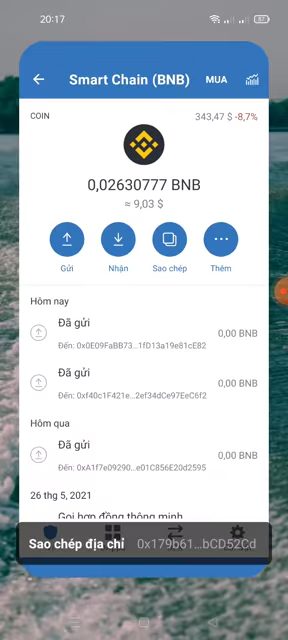 20:17
87
Smart Chain (BNB) MUA
COIN 343,47 $ -8,7%
0,02630777 BNB
≈ 9,03 $
Gửi Nhận Sao chép Thêm
Hôm nay
Đã gửi 0,00 BNB
Đến: 0x0E09FaBB73...1fD13a19e81cE82
Đã gửi 0,00 BNB
Đến: 0xf40c1F421e...2ef34dCe97EeC6f2
Hôm qua
Đã gửi 0,00 BNB
Đến: 0xA1f7e09290...e01C856E20d2595
26 thg 5, 2021
Gọi hợp đồng thông minh
Sao chép địa chỉ 0x179b61...bCD52Cd